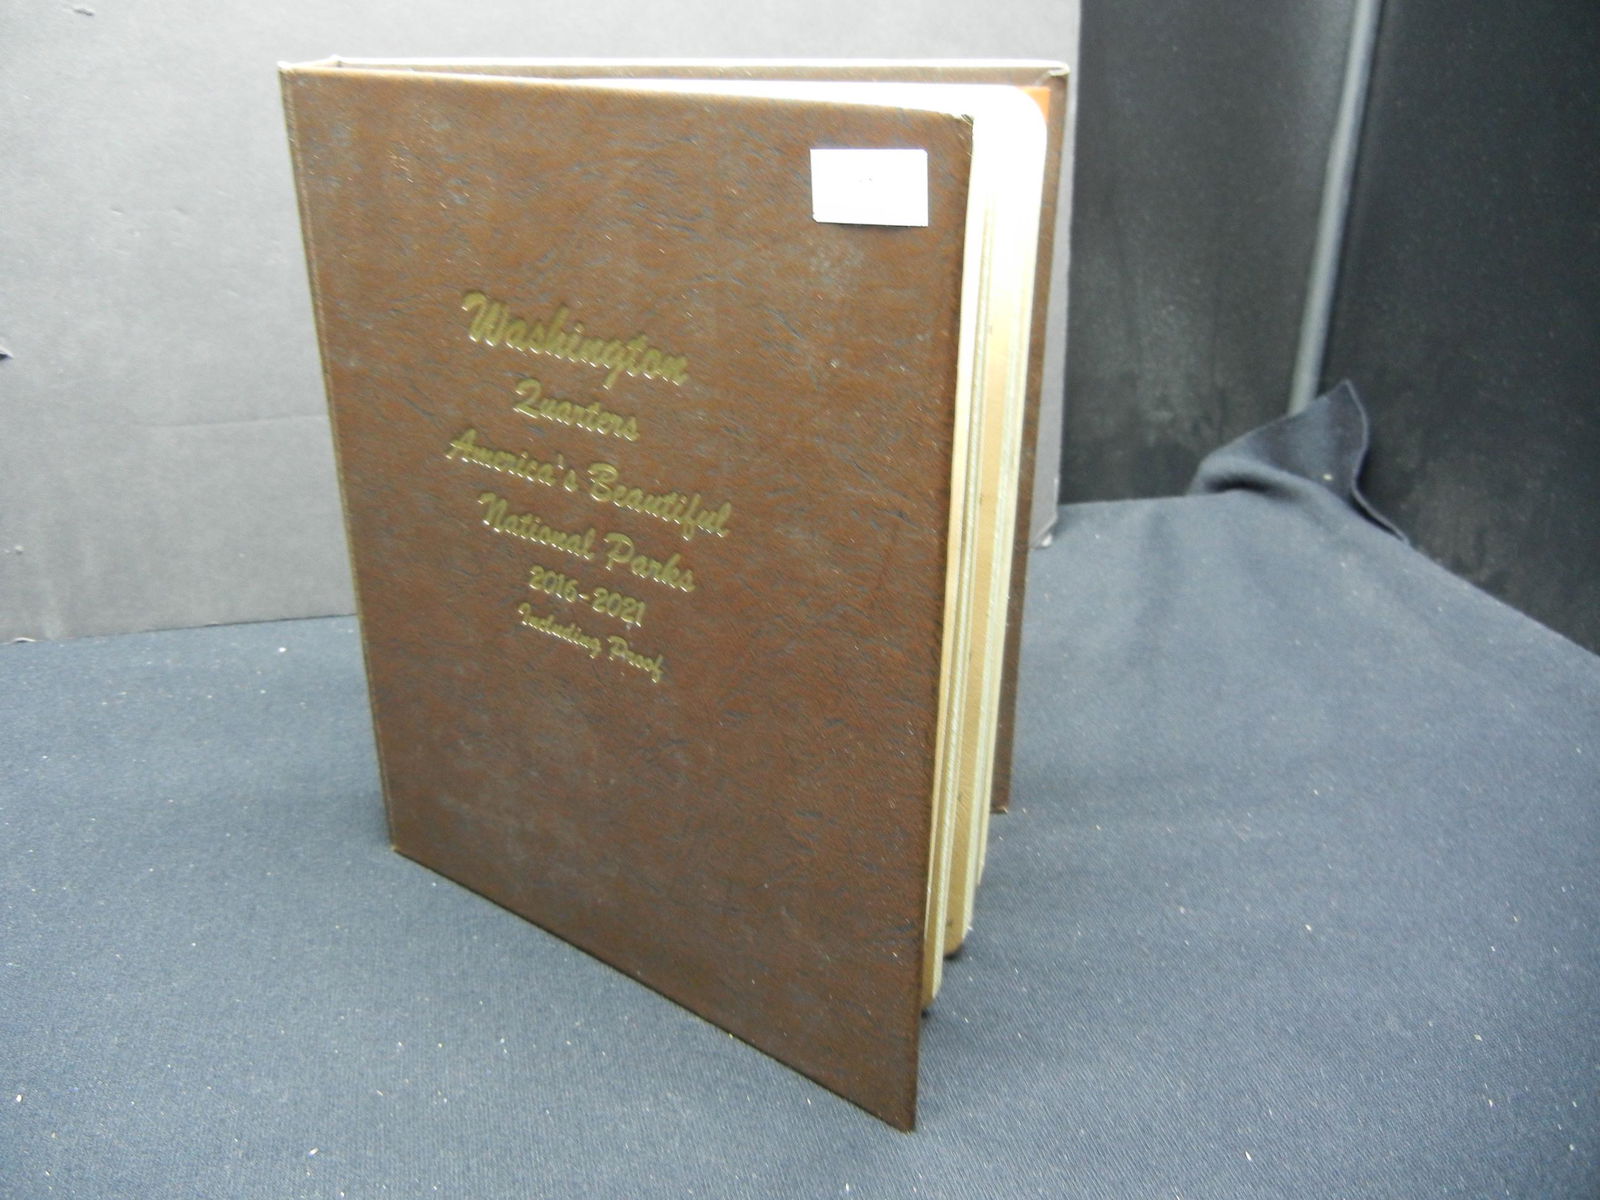 Washington
Quarters
America's Beautiful
National Parks
2016-2021
Including Proof